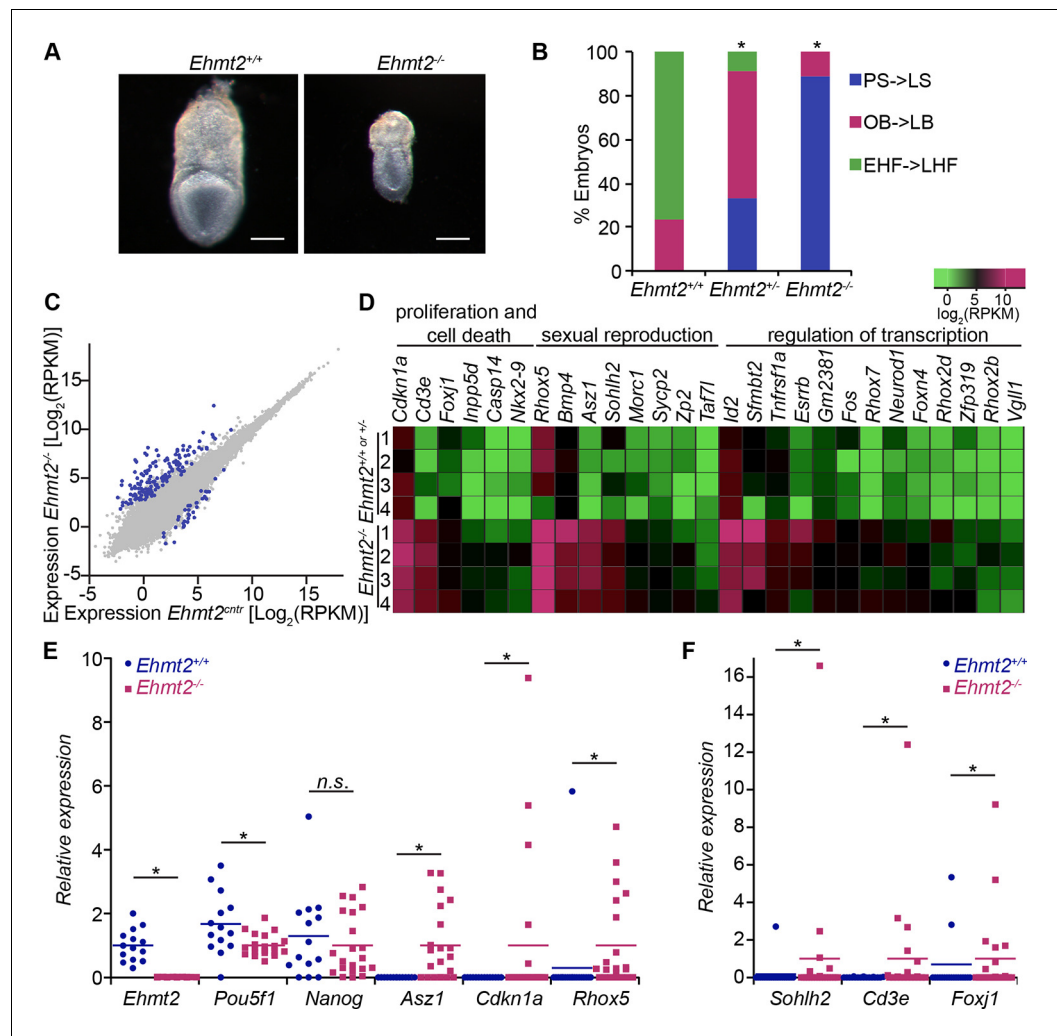 A
Ehmt2+/+
Ehmt2-/-
B
100
80
60
40
20
0
% Embryos
* *
Ehmt2+/+ Ehmt2+/- Ehmt2-/-
PS->LS
OB->LB
EHF->LHF
0 5 10
log2(RPKM)
C
Expression Ehmt2-/- [Log2(RPKM)]
15
10
5
0
-5
-5 0 5 10 15
Expression Ehmt2cntr [Log2(RPKM)]
D
proliferation and
cell death
sexual reproduction
regulation of transcription
Cdkn1a
Cd3e
Foxj1
Inpp5d
Casp14
Nkx2-9
Rhox5
Bmp4
Asz1
Sohlh2
Morc1
Sycp2
Zp2
Taf7l
Id2
Sfmbt2
Tnfrsf1a
Esrrb
Gm2381
Fos
Rhox7
Neurod1
Foxn4
Rhox2d
Zfp319
Rhox2b
Vgll1
Ehmt2+/+ or +/-
1
2
3
4
Ehmt2-/-
1
2
3
4
E
Ehmt2+/+
Ehmt2-/-
Relative expression
10
8
6
4
2
0
*
*
n.s.
*
*
*
Ehmt2 Pou5f1 Nanog Asz1 Cdkn1a Rhox5
F
Ehmt2+/+
Ehmt2-/-
Relative expression
16
14
12
10
8
6
4
2
0
*
*
*
Sohlh2 Cd3e Foxj1